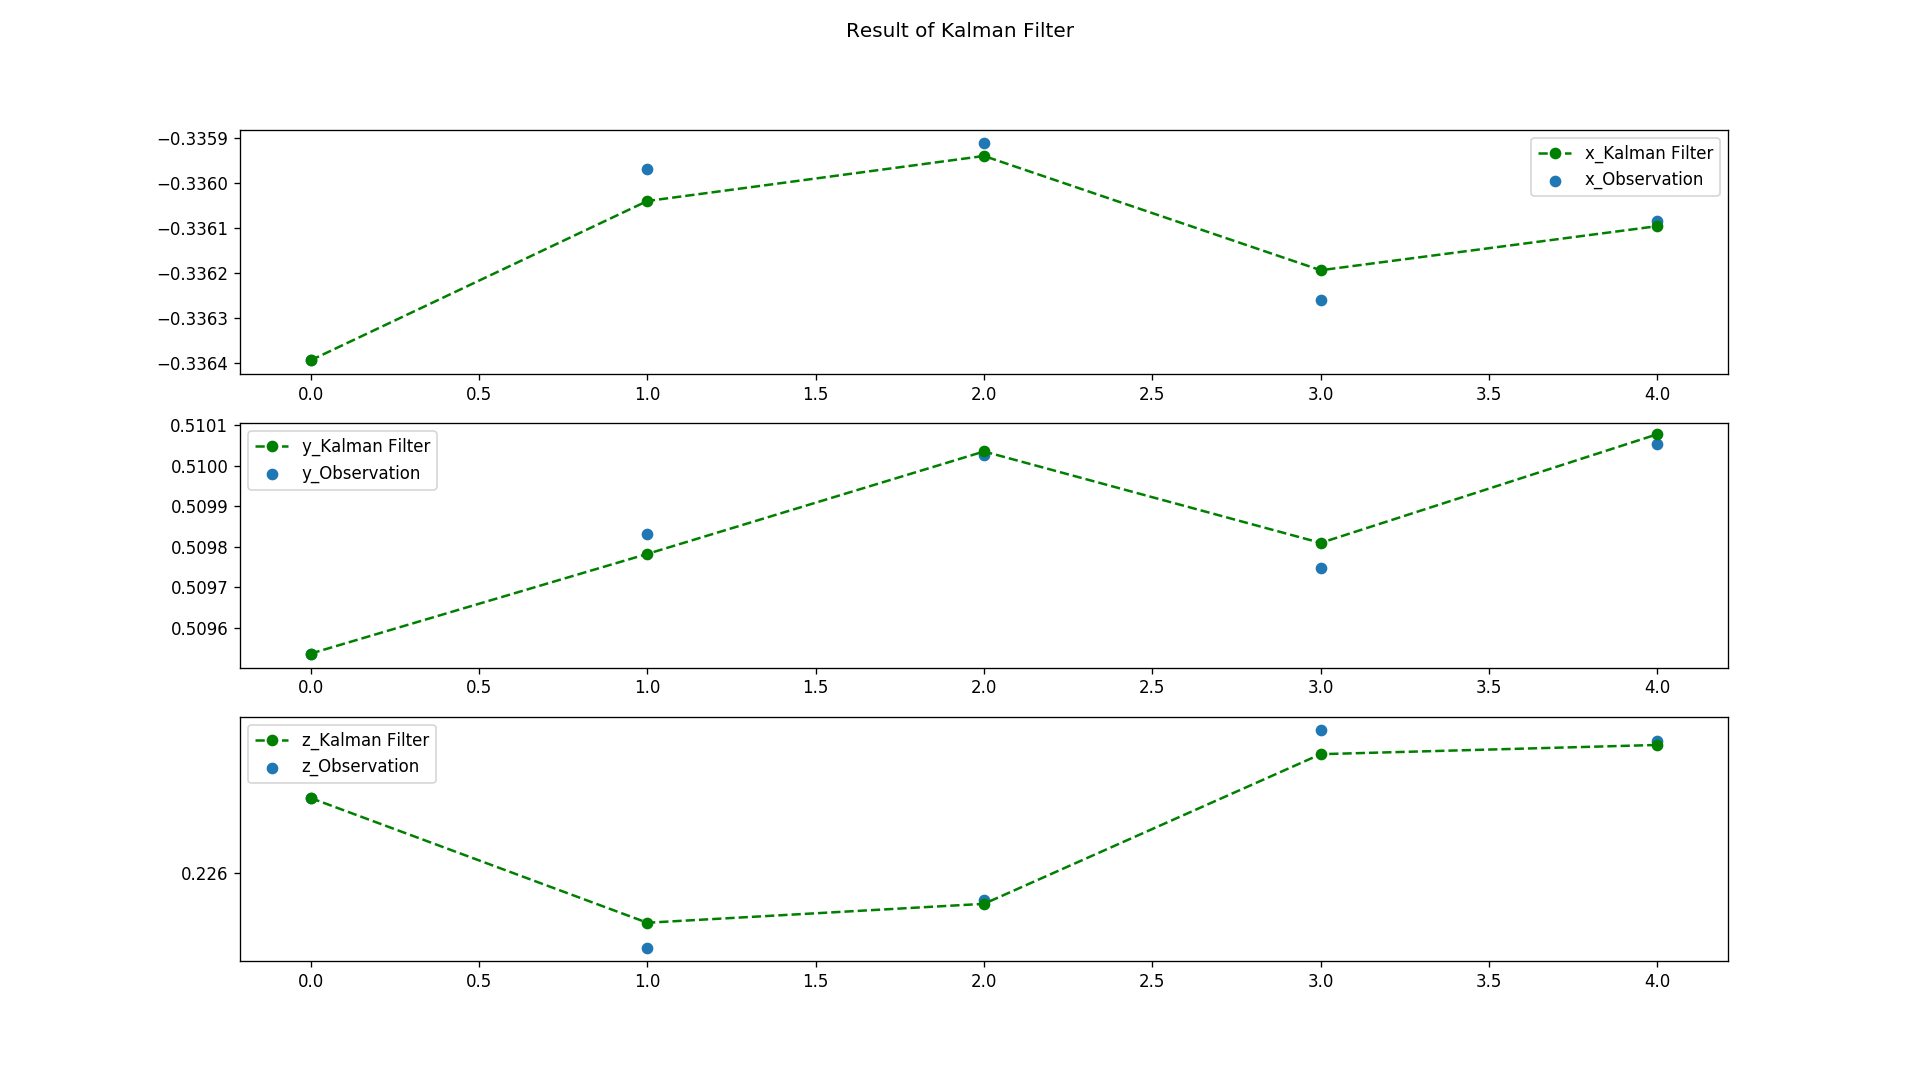 Result of Kalman Filter
−0.3359
−0.3360
−0.3361
−0.3362
−0.3363
−0.3364
x_Kalman Filter
x_Observation
0.0 0.5 1.0 1.5 2.0 2.5 3.0 3.5 4.0
0.5101
0.5100
0.5099
0.5098
0.5097
0.5096
y_Kalman Filter
y_Observation
0.0 0.5 1.0 1.5 2.0 2.5 3.0 3.5 4.0
z_Kalman Filter
z_Observation
0.226
0.0 0.5 1.0 1.5 2.0 2.5 3.0 3.5 4.0